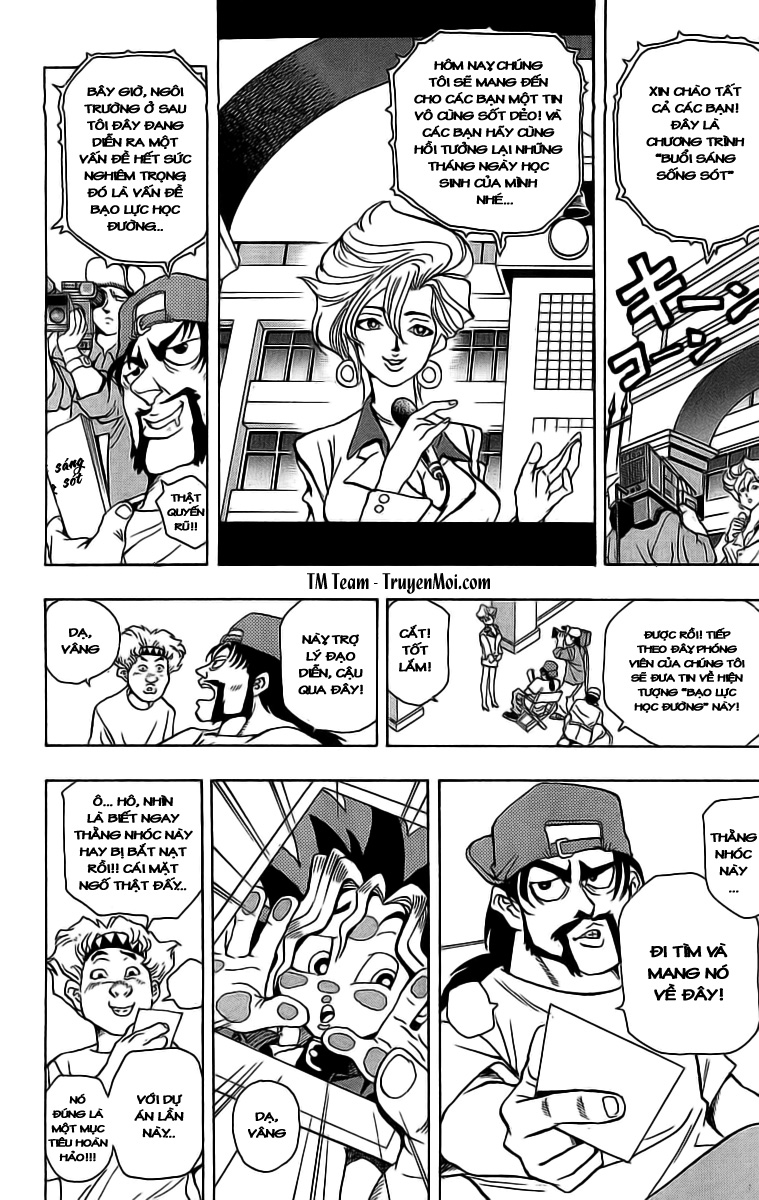 XIN CHÀO TẤT
CẢ CÁC BẠN!
ĐÂY LÀ
CHƯƠNG TRÌNH
"BUỔI SÁNG
SỐNG SÓT"
キーンコーン
HÔM NAY, CHÚNG
TÔI SẼ MANG ĐẾN
CHO CÁC BẠN MỘT TIN
VÔ CÙNG SỐT DẺO! VÀ
CÁC BẠN HÃY CÙNG
HỒI TƯỞNG LẠI NHỮNG
THÁNG NGÀY HỌC
SINH CỦA MÌNH
NHÉ...
BÂY GIỜ, NGÔI
TRƯỜNG Ở SAU
TÔI ĐÂY ĐANG
DIỄN RA MỘT
VẤN ĐỀ HẾT SỨC
NGHIÊM TRỌNG,
ĐÓ LÀ VẤN ĐỀ
BẠO LỰC HỌC
ĐƯỜNG..
sáng
sót
THẬT
QUYẾN
RŨ!!
TM Team - TruyenMoi.com
ĐƯỢC RỒI! TIẾP
THEO ĐÂY, PHÓNG
VIÊN CỦA CHÚNG TÔI
SẼ ĐƯA TIN VỀ HIỆN
TƯỢNG "BẠO LỰC
HỌC ĐƯỜNG" NÀY!
CẮT!
TỐT
LẮM!
NÀY TRỢ
LÝ ĐẠO
DIỄN, CẬU
QUA ĐÂY!
DẠ,
VÂNG
THẰNG
NHÓC
NÀY
...
ĐI TÌM VÀ
MANG NÓ
VỀ ĐÂY!
DẠ,
VÂNG
Ô... HÔ, NHÌN
LÀ BIẾT NGAY
THẰNG NHÓC NÀY
HAY BỊ BẮT NẠT
RỒI!! CÁI MẶT
NGỐ THẬT ĐẤY..
VỚI DỰ
ÁN LẦN
NÀY..
NÓ
ĐÚNG LÀ
MỘT MỤC
TIÊU HOÀN
HẢO!!!